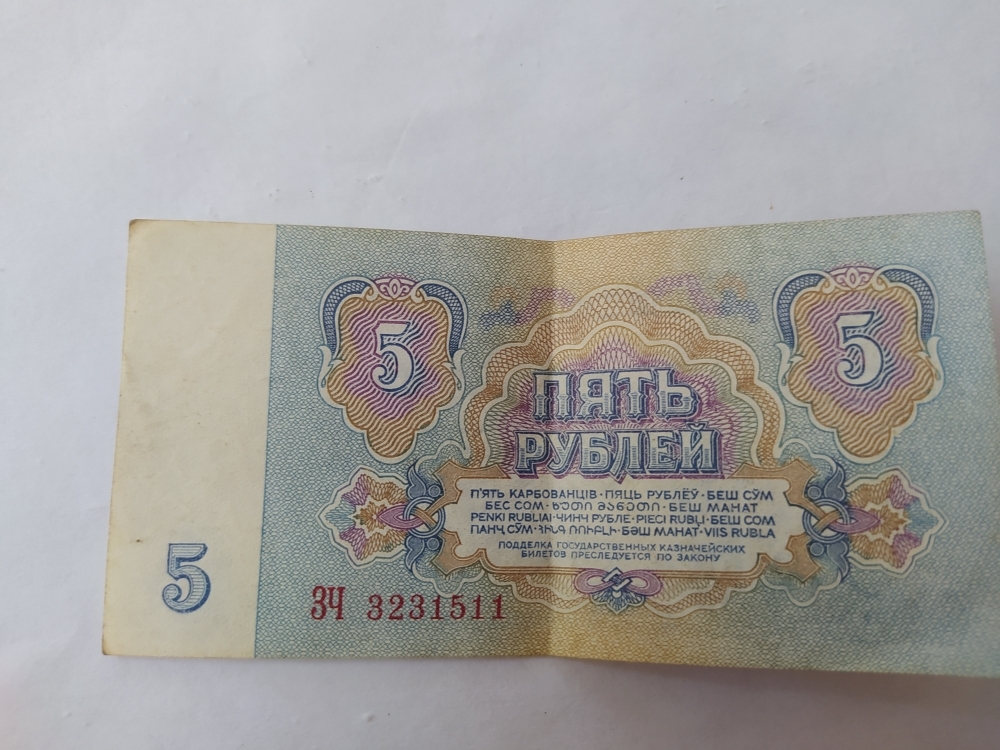 5
5
ПЯТЬ
РУБЛЕЙ
П'ЯТЬ КАРБОВАНЦІВ · ПЯЦЬ РУБЛЁЎ · БЕШ СЎМ
БЕС СОМ · ᲮᲣᲗᲘ ᲛᲐᲜᲔᲗᲘ · БЕШ МАНАТ
PENKI RUBLIAI · ЧИНЧ РУБЛЕ · PIECI RUBĻI · БЕШ СОМ
ПАНҶ СӮМ · ՀԻՆԳ ՌՈՒԲԼԻ · БӘШ МАНАТ · VIIS RUBLA
ПОДДЕЛКА ГОСУДАРСТВЕННЫХ КАЗНАЧЕЙСКИХ
БИЛЕТОВ ПРЕСЛЕДУЕТСЯ ПО ЗАКОНУ
5
ЗЧ 3231511